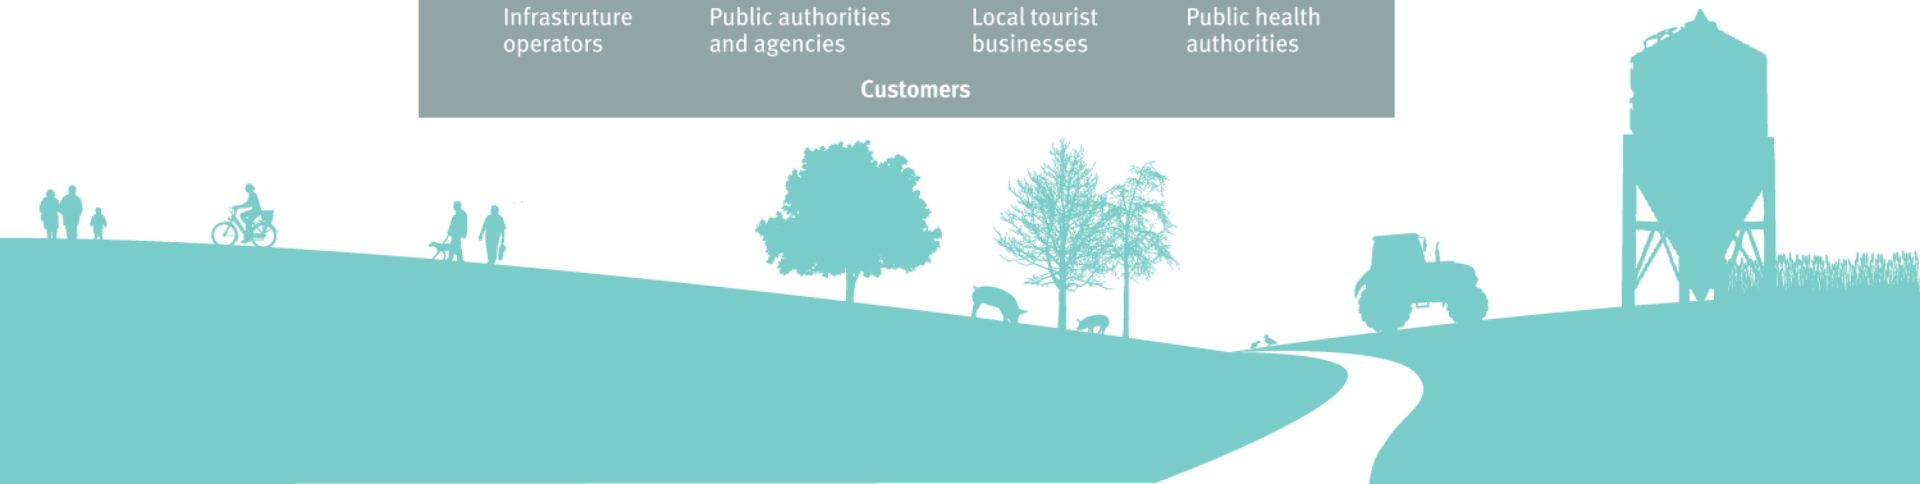 Infrastruture
operators
Public authorities
and agencies
Local tourist
businesses
Public health
authorities
Customers